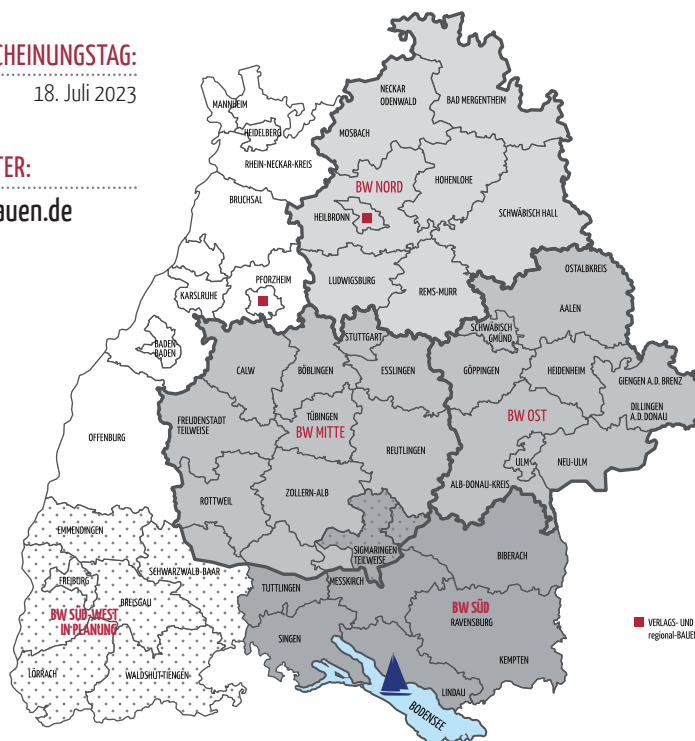 CHEINUNGSTAG:
18. Juli 2023
TER:
auen.de
MANNHEIM
HEIDELBERG
RHEIN-NECKAR-KREIS
BRUCHSAL
KARSLRUHE
PFORZHEIM
BADEN-
BADEN
OFFENBURG
NECKAR
ODENWALD
BAD MERGENTHEIM
MOSBACH
BW NORD
HOHENLOHE
HEILBRONN
SCHWÄBISCH HALL
LUDWIGSBURG
REMS-MURR
OSTALBKREIS
AALEN
SCHWÄBISCH
GMÜND
GÖPPINGEN
HEIDENHEIM
GIENGEN A.D. BRENZ
DILLINGEN
A.D. DONAU
BW OST
ULM
NEU-ULM
ALB-DONAU-KREIS
STUTTGART
CALW
BÖBLINGEN
ESSLINGEN
FREUDENSTADT
TEILWEISE
TÜBINGEN
BW MITTE
REUTLINGEN
ROTTWEIL
ZOLLERN-ALB
SIGMARINGEN
TEILWEISE
EMMENDINGEN
SCHWARZWALD-BAAR
FREIBURG
BREISGAU
BW SÜD-WEST
IN PLANUNG
LÖRRACH
WALDSHUT-TIENGEN
BIBERACH
TUTTLINGEN
MESSKIRCH
BW SÜD
RAVENSBURG
SINGEN
KEMPTEN
LINDAU
BODENSEE
VERLAGS- UND
regional-BAUEN